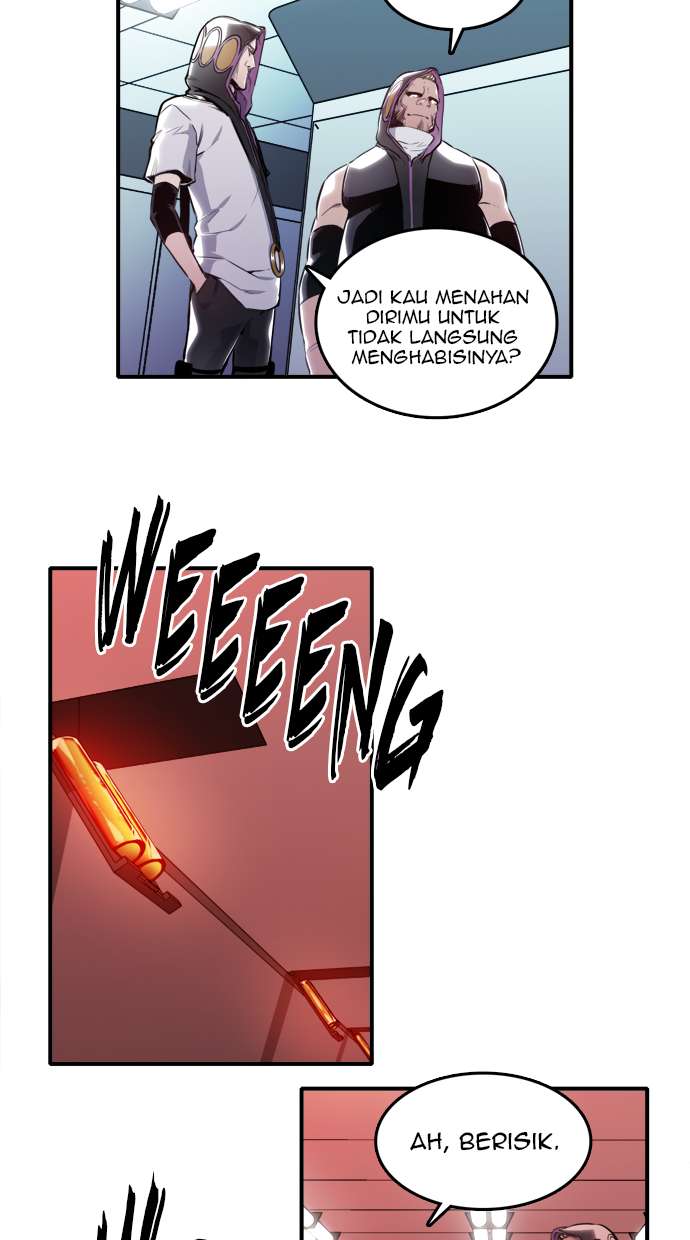 JADI KAU MENAHAN
DIRIMU UNTUK
TIDAK LANGSUNG
MENGHABISINYA?
WEEEENG
AH, BERISIK.